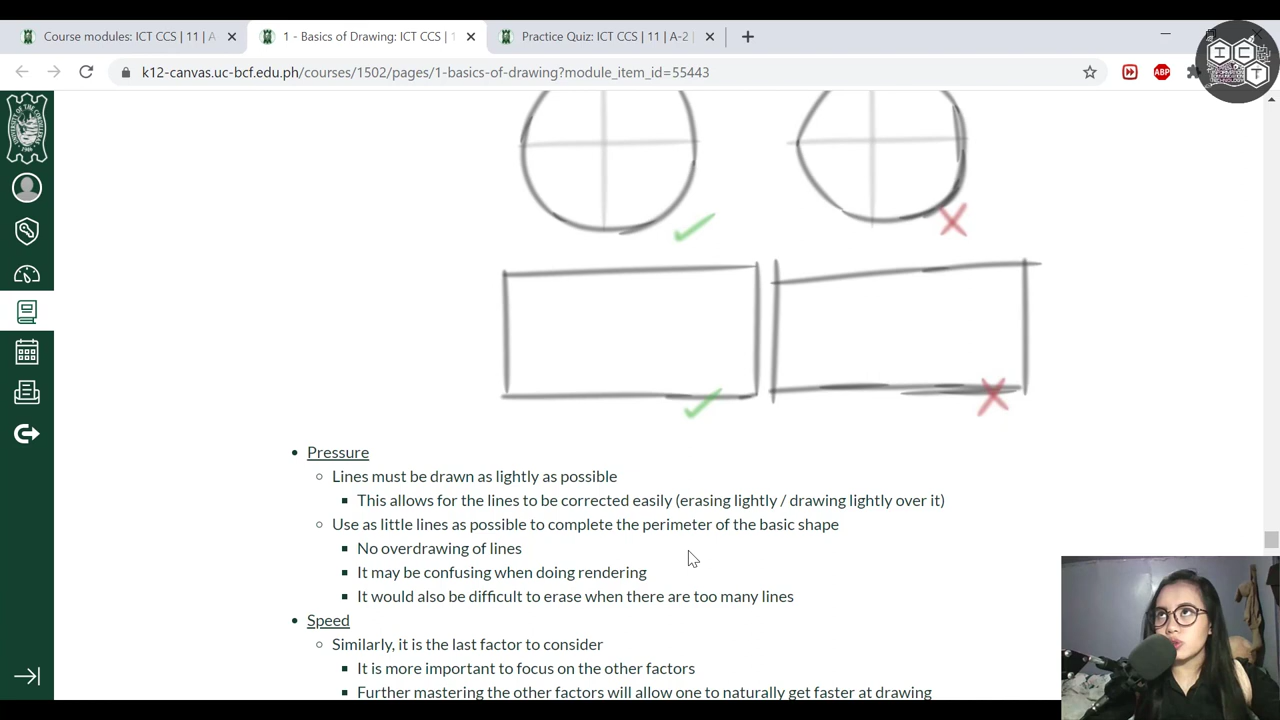 Course modules: ICT CCS | 11 | A
1 - Basics of Drawing: ICT CCS | 1
Practice Quiz: ICT CCS | 11 | A-2 |
k12-canvas.uc-bcf.edu.ph/courses/1502/pages/1-basics-of-drawing?module_item_id=55443
ABP
ICT
Pressure
Lines must be drawn as lightly as possible
This allows for the lines to be corrected easily (erasing lightly / drawing lightly over it)
Use as little lines as possible to complete the perimeter of the basic shape
No overdrawing of lines
It may be confusing when doing rendering
It would also be difficult to erase when there are too many lines
Speed
Similarly, it is the last factor to consider
It is more important to focus on the other factors
Further mastering the other factors will allow one to naturally get faster at drawing